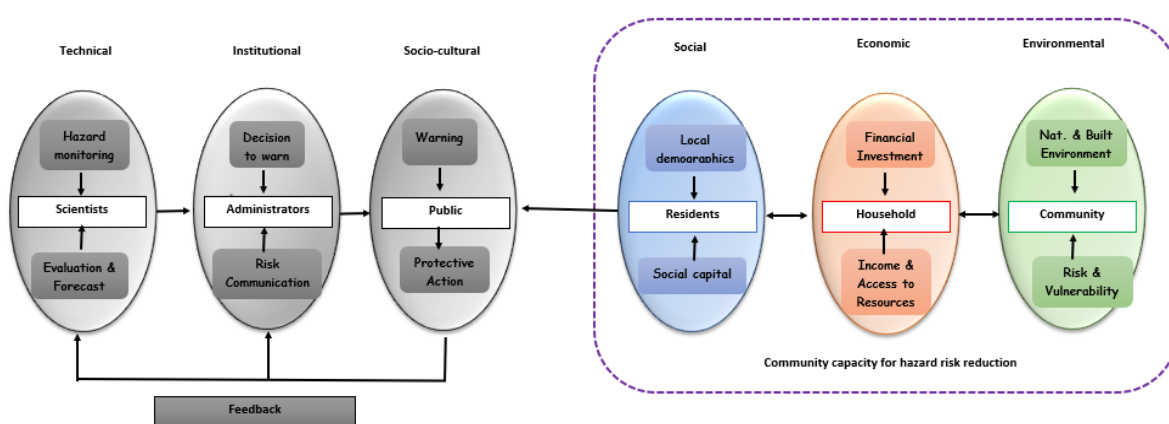 Technical
Institutional
Socio-cultural
Social
Economic
Environmental
Hazard
monitoring
Scientists
Evaluation &
Forecast
Decision
to warn
Administrators
Risk
Communication
Warning
Public
Protective
Action
Local
demographics
Residents
Social capital
Financial
Investment
Household
Income &
Access to
Resources
Nat. & Built
Environment
Community
Risk &
Vulnerability
Community capacity for hazard risk reduction
Feedback